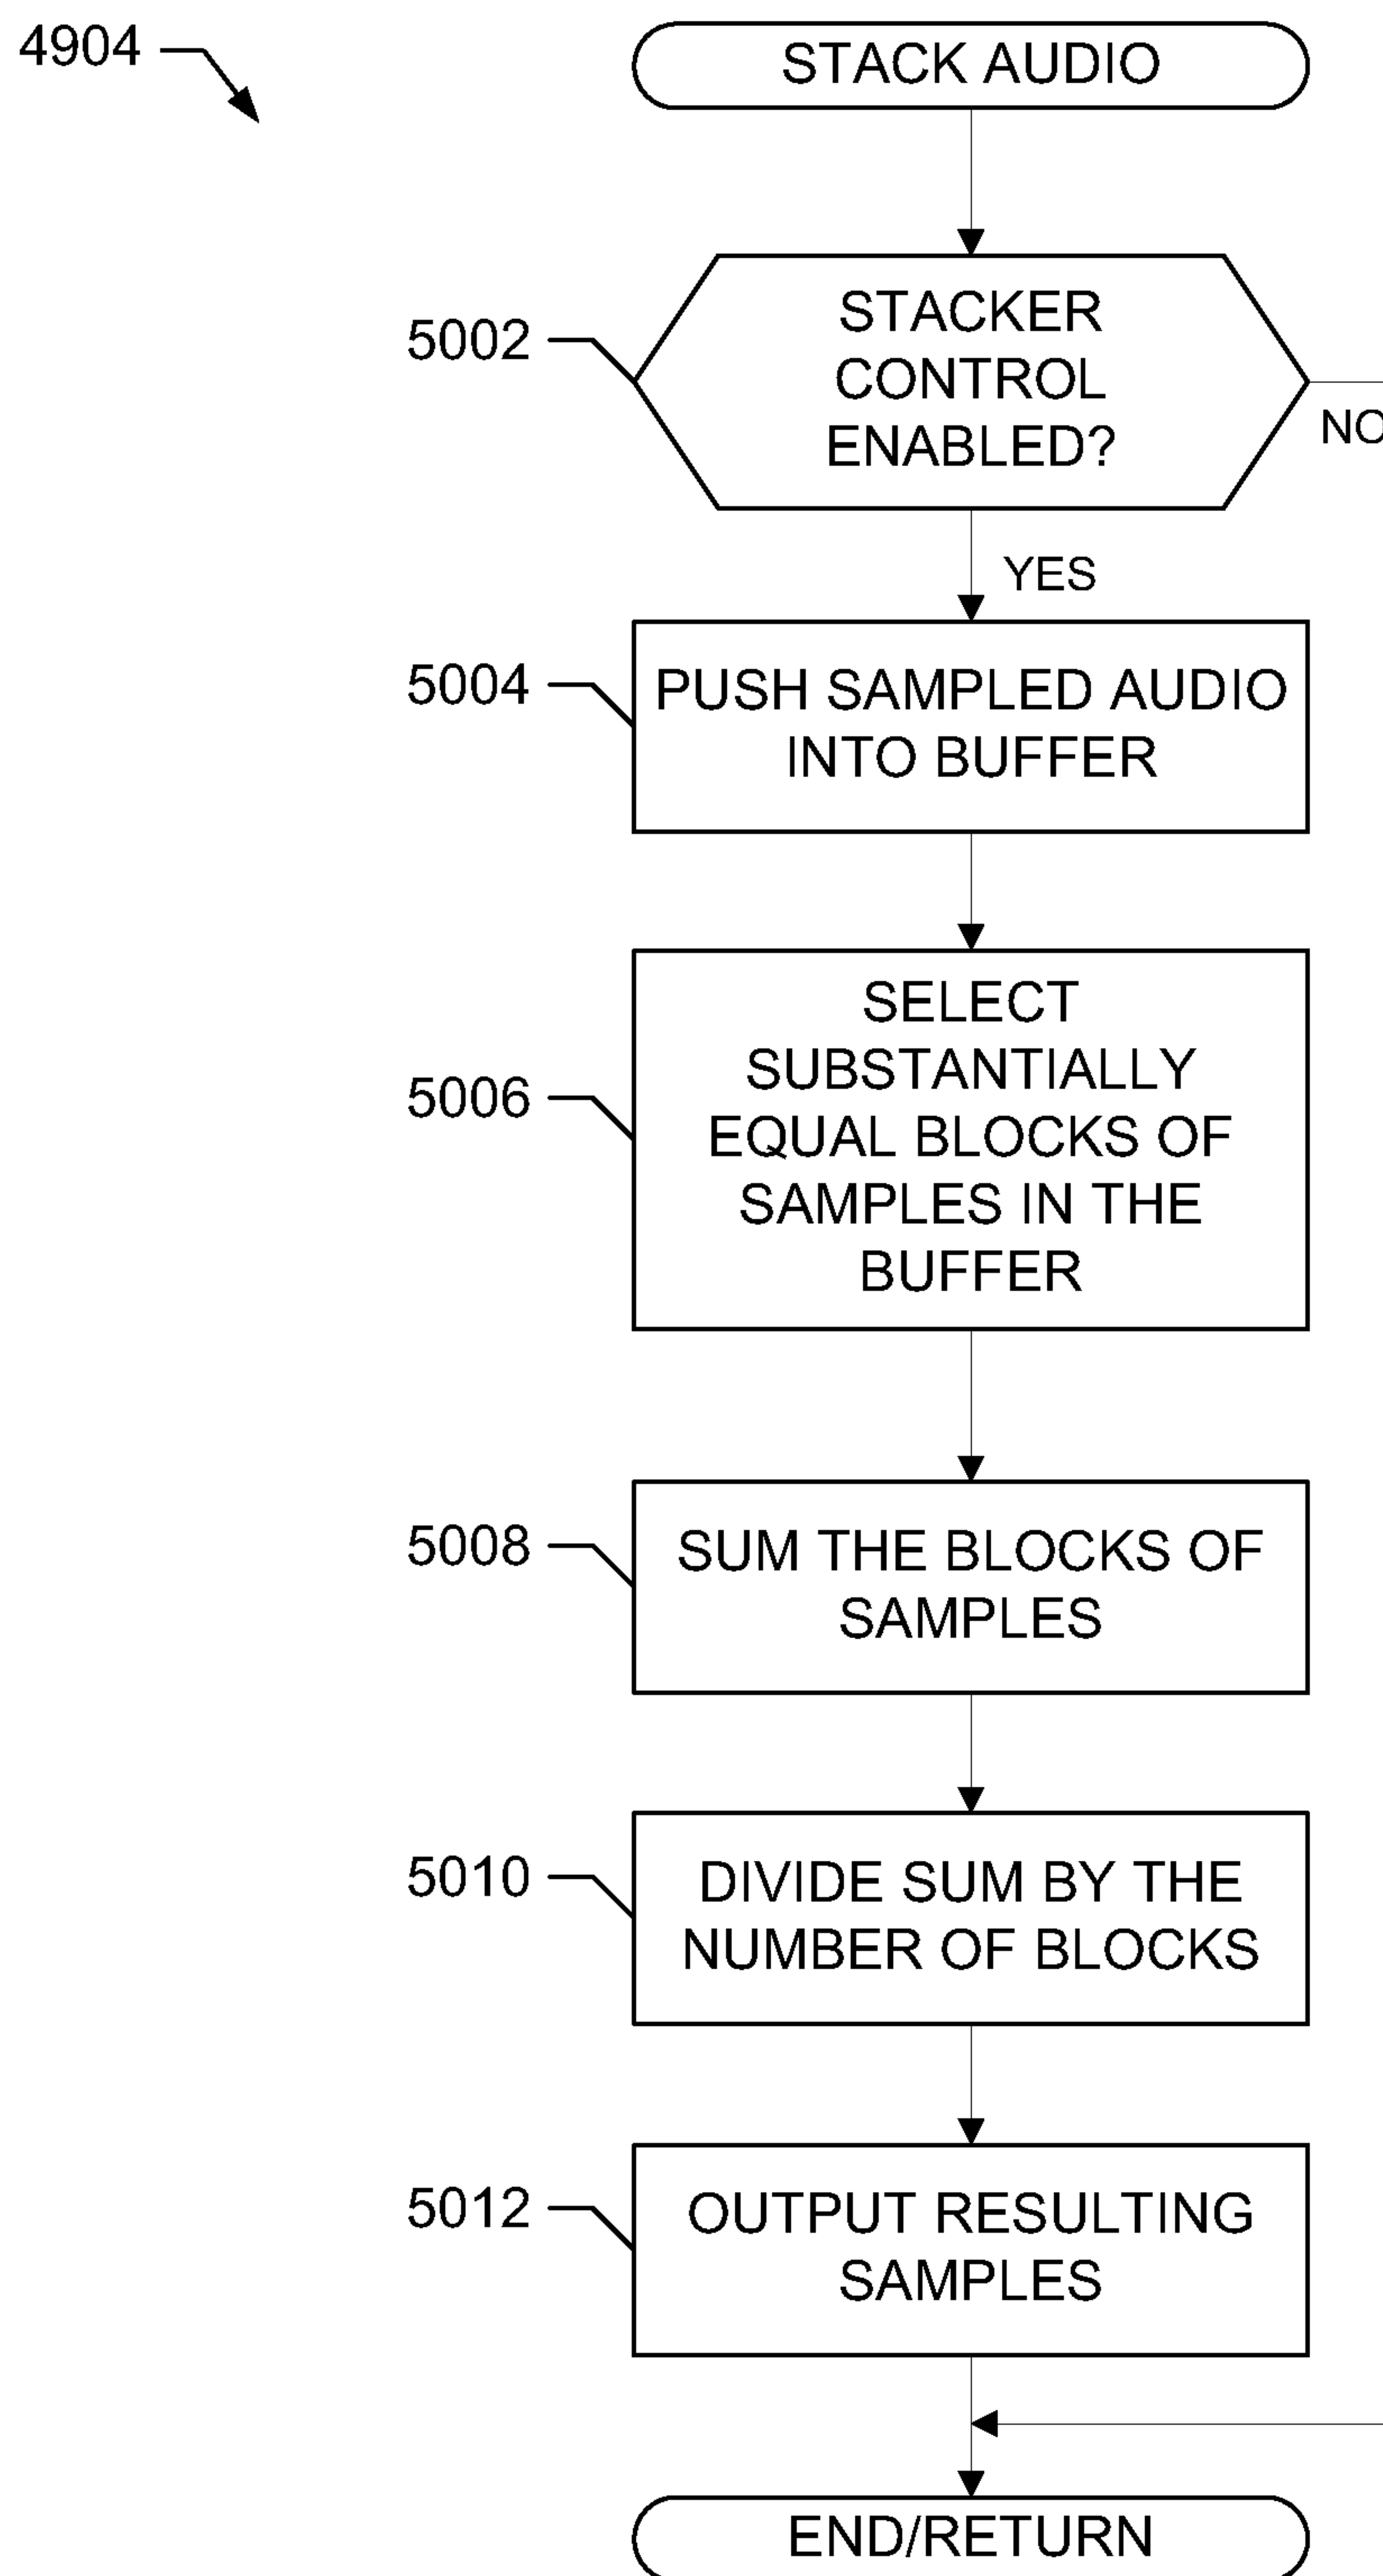 4904
STACK AUDIO
5002
STACKER
CONTROL
ENABLED?
NO
YES
5004
PUSH SAMPLED AUDIO
INTO BUFFER
5006
SELECT
SUBSTANTIALLY
EQUAL BLOCKS OF
SAMPLES IN THE
BUFFER
5008
SUM THE BLOCKS OF
SAMPLES
5010
DIVIDE SUM BY THE
NUMBER OF BLOCKS
5012
OUTPUT RESULTING
SAMPLES
END/RETURN